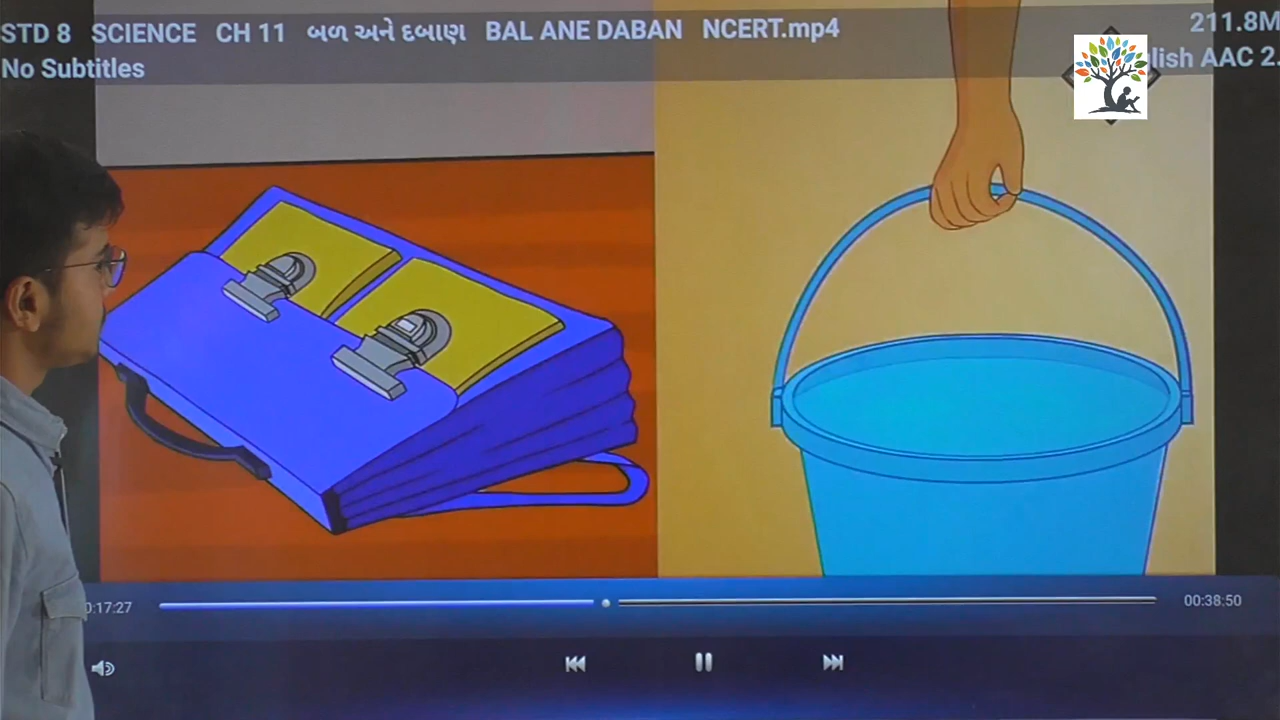 STD 8 SCIENCE CH 11 બળ અને દબાણ BAL ANE DABAN NCERT.mp4
211.8M
No Subtitles
AAC 2.
0:17:27
00:38:50